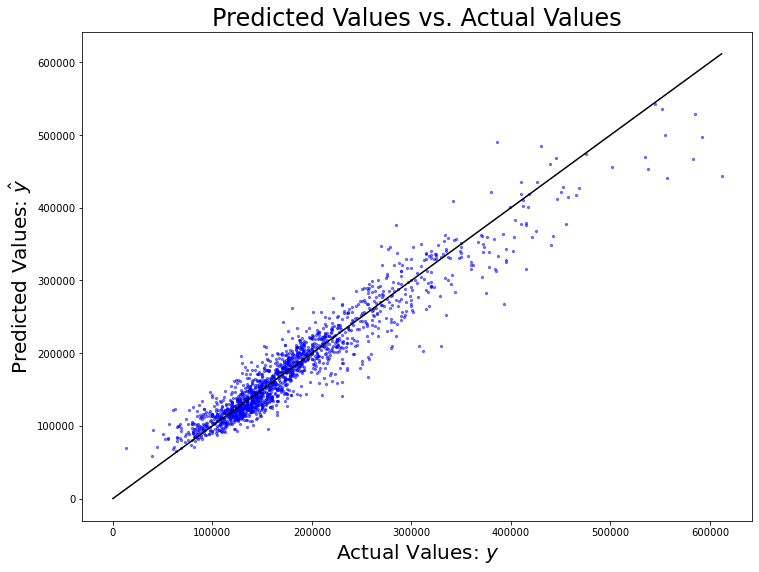 Predicted Values vs. Actual Values
600000
500000
400000
300000
200000
100000
0
Predicted Values: ŷ
0 100000 200000 300000 400000 500000 600000
Actual Values: y